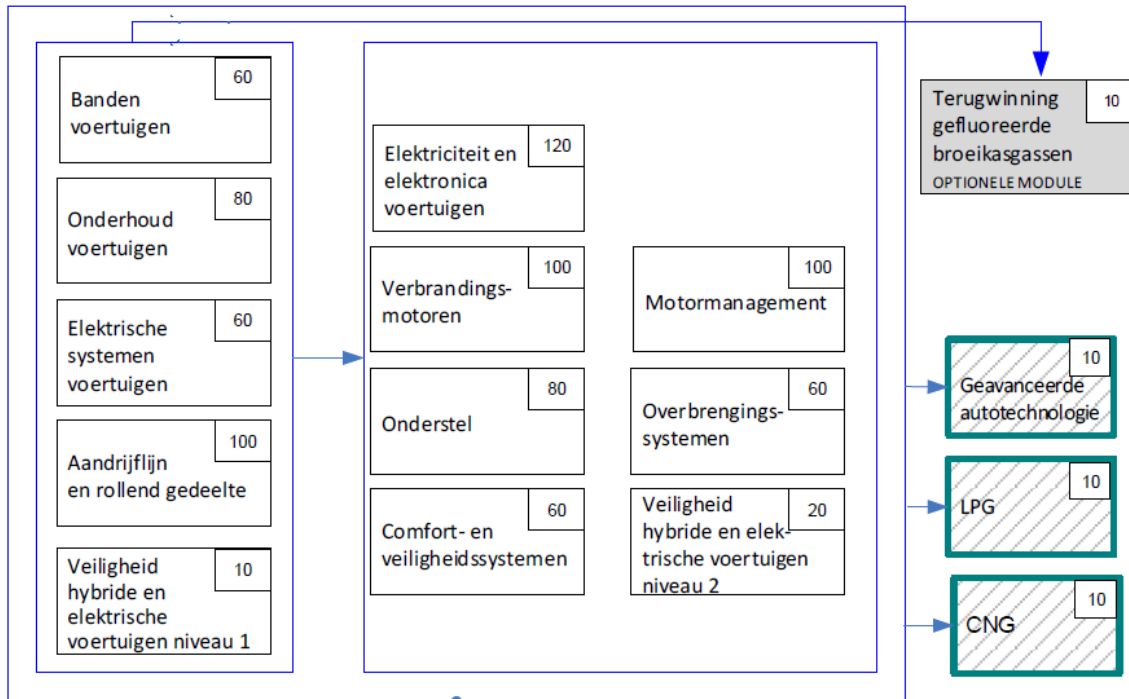 60
Banden
voertuigen
80
Onderhoud
voertuigen
60
Elektrische
systemen
voertuigen
100
Aandrijflijn
en rollend gedeelte
10
Veiligheid
hybride en
elektrische
voertuigen niveau 1
120
Elektriciteit en
elektronica
voertuigen
100
Verbrandings-
motoren
80
Onderstel
60
Comfort- en
veiligheidssystemen
100
Motormanagement
60
Overbrengings-
systemen
20
Veiligheid
hybride en elek-
trische voertuigen
niveau 2
10
Terugwinning
gefluoreerde
broeikasgassen
OPTIONELE MODULE
10
Geavanceerde
autotechnologie
10
LPG
10
CNG